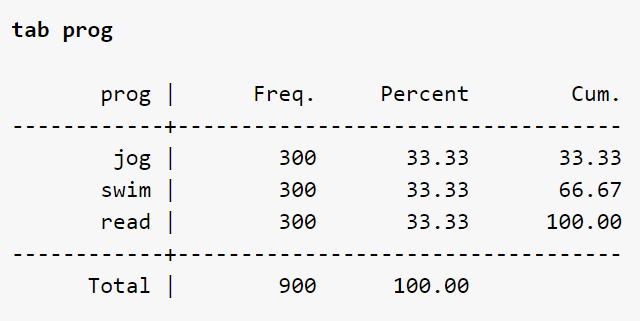 tab prog
prog | Freq. Percent Cum.
------------+-----------------------------------
jog | 300 33.33 33.33
swim | 300 33.33 66.67
read | 300 33.33 100.00
------------+-----------------------------------
Total | 900 100.00